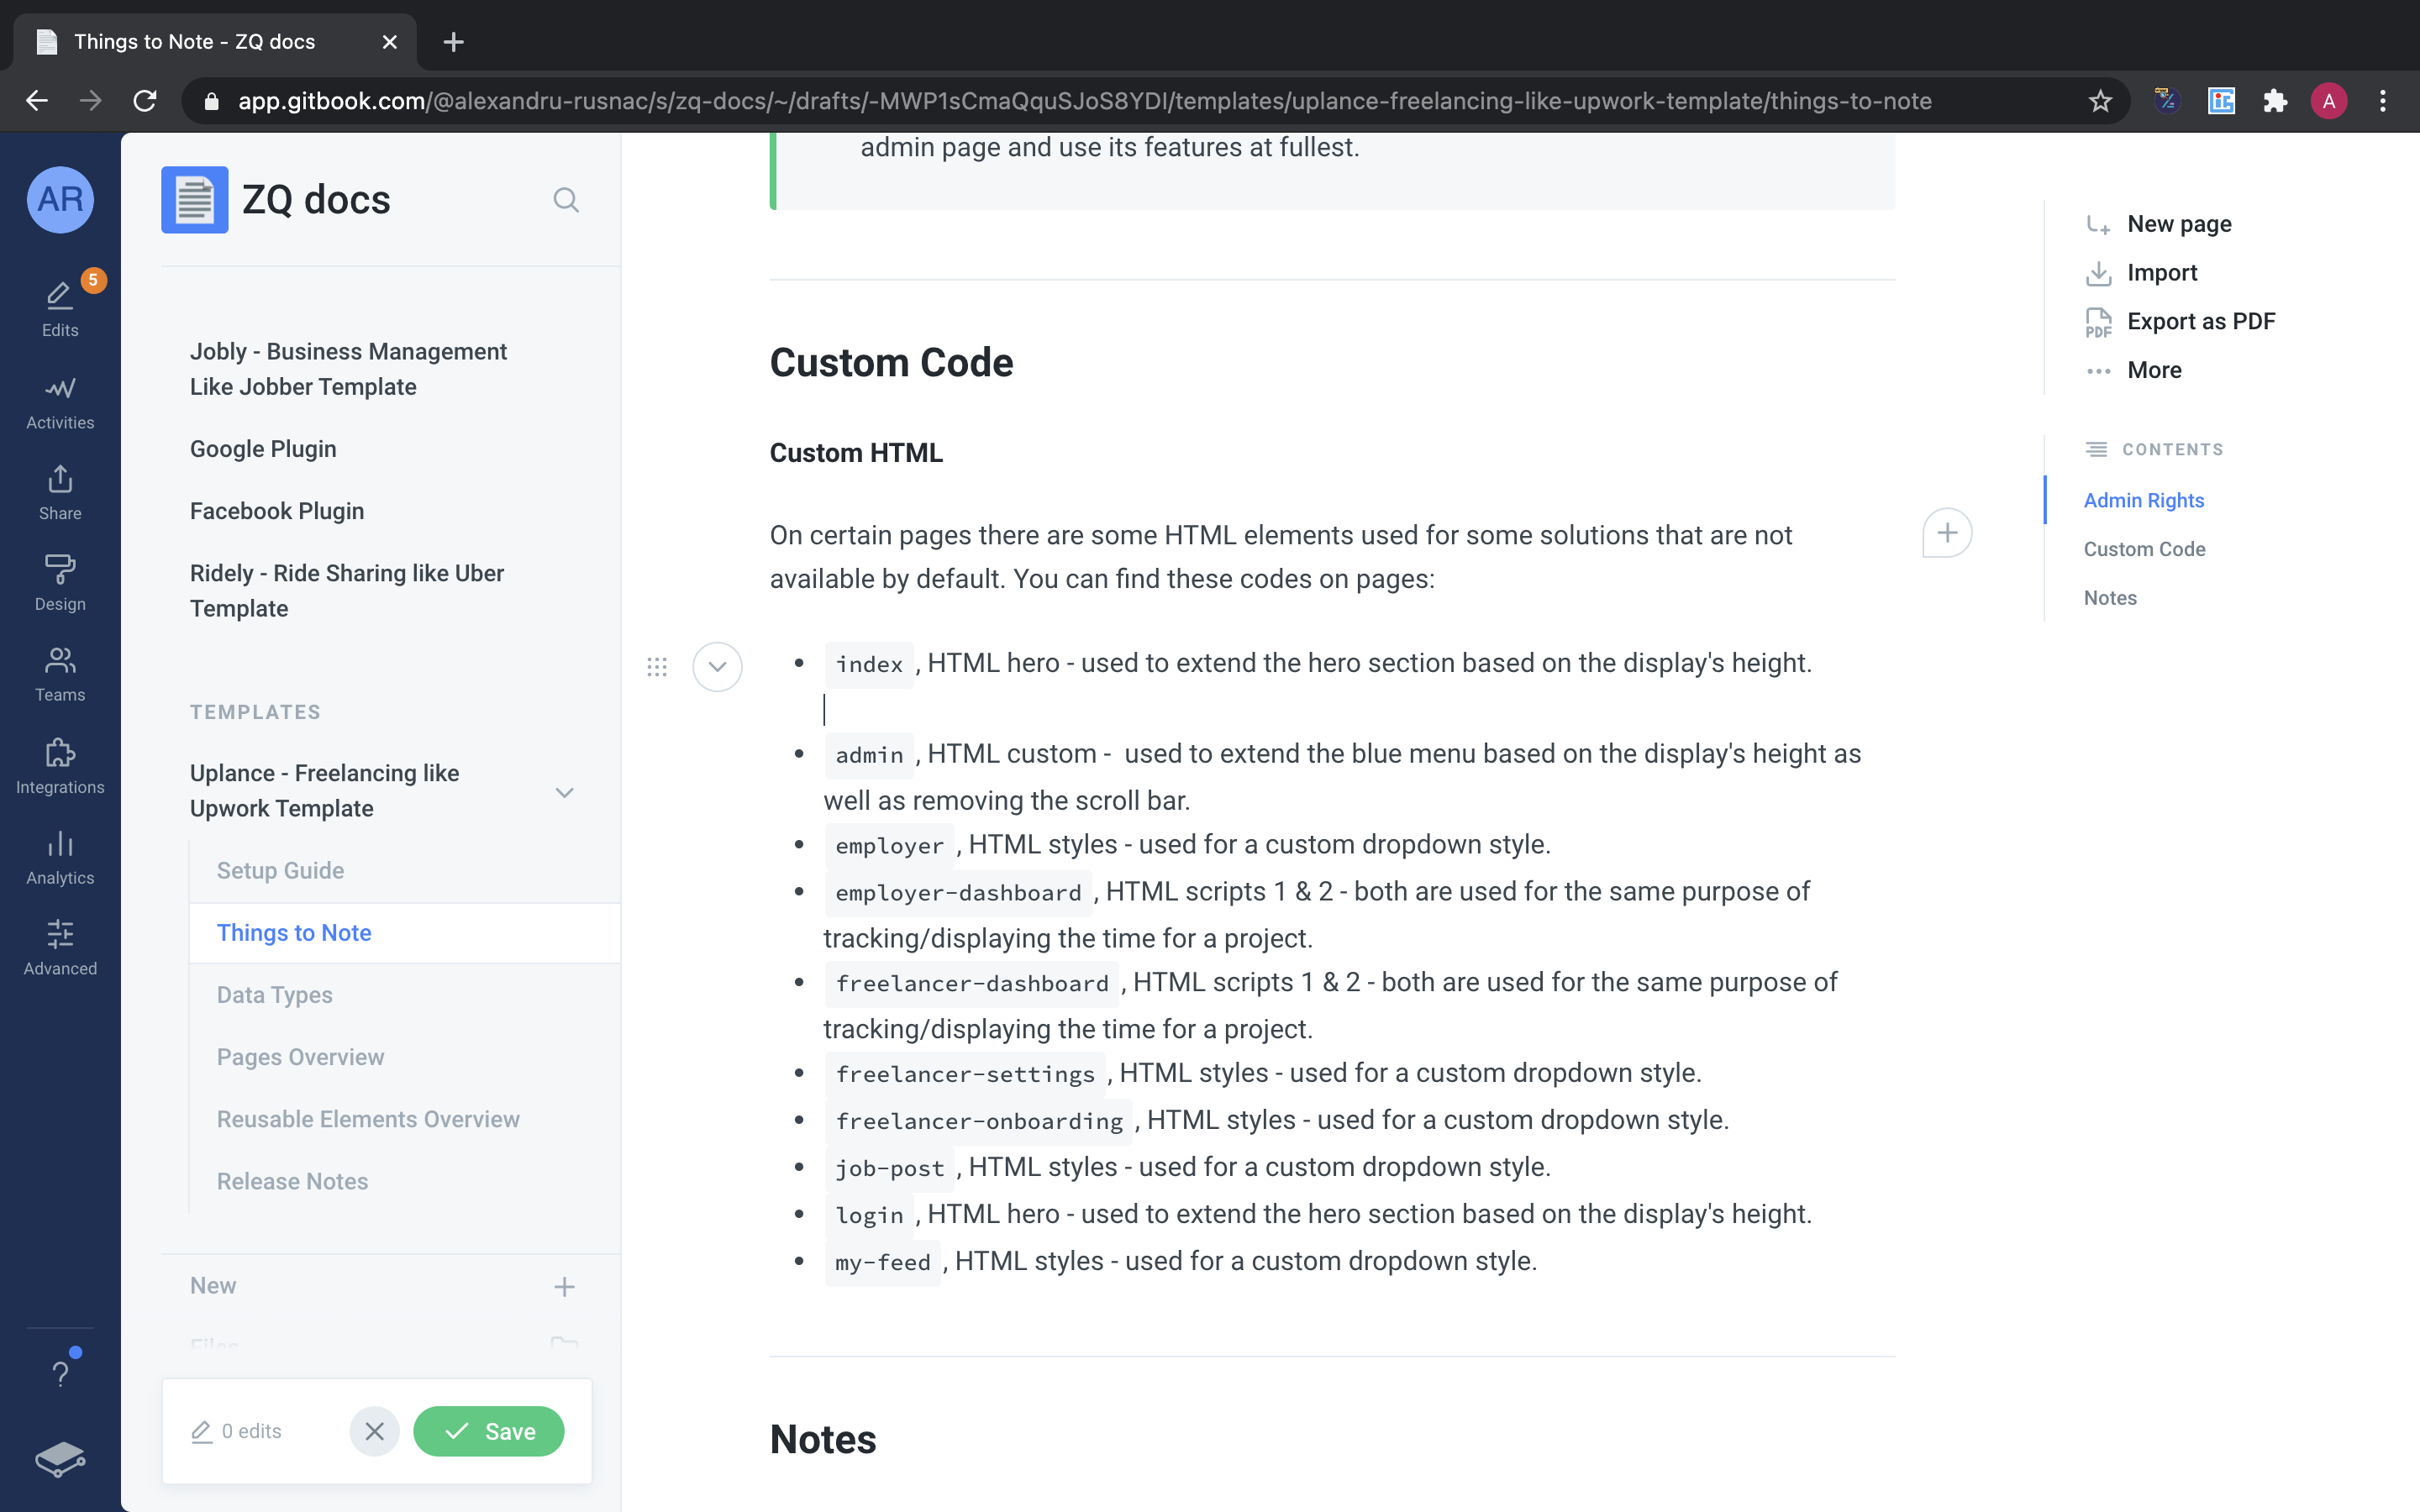 Things to Note - ZQ docs
app.gitbook.com/@alexandru-rusnac/s/zq-docs/~/drafts/-MWP1sCmaQquSJoS8YDI/templates/uplance-freelancing-like-upwork-template/things-to-note
A
AR
5
Edits
Activities
Share
Design
Teams
Integrations
Analytics
Advanced
?
ZQ docs
Jobly - Business Management
Like Jobber Template
Google Plugin
Facebook Plugin
Ridely - Ride Sharing like Uber
Template
TEMPLATES
Uplance - Freelancing like
Upwork Template
Setup Guide
Things to Note
Data Types
Pages Overview
Reusable Elements Overview
Release Notes
New
Files
0 edits
Save
admin page and use its features at fullest.
Custom Code
Custom HTML
On certain pages there are some HTML elements used for some solutions that are not
available by default. You can find these codes on pages:
index , HTML hero - used to extend the hero section based on the display's height.
admin , HTML custom - used to extend the blue menu based on the display's height as
well as removing the scroll bar.
employer , HTML styles - used for a custom dropdown style.
employer-dashboard , HTML scripts 1 & 2 - both are used for the same purpose of
tracking/displaying the time for a project.
freelancer-dashboard , HTML scripts 1 & 2 - both are used for the same purpose of
tracking/displaying the time for a project.
freelancer-settings , HTML styles - used for a custom dropdown style.
freelancer-onboarding , HTML styles - used for a custom dropdown style.
job-post , HTML styles - used for a custom dropdown style.
login , HTML hero - used to extend the hero section based on the display's height.
my-feed , HTML styles - used for a custom dropdown style.
Notes
New page
Import
PDF Export as PDF
More
CONTENTS
Admin Rights
Custom Code
Notes